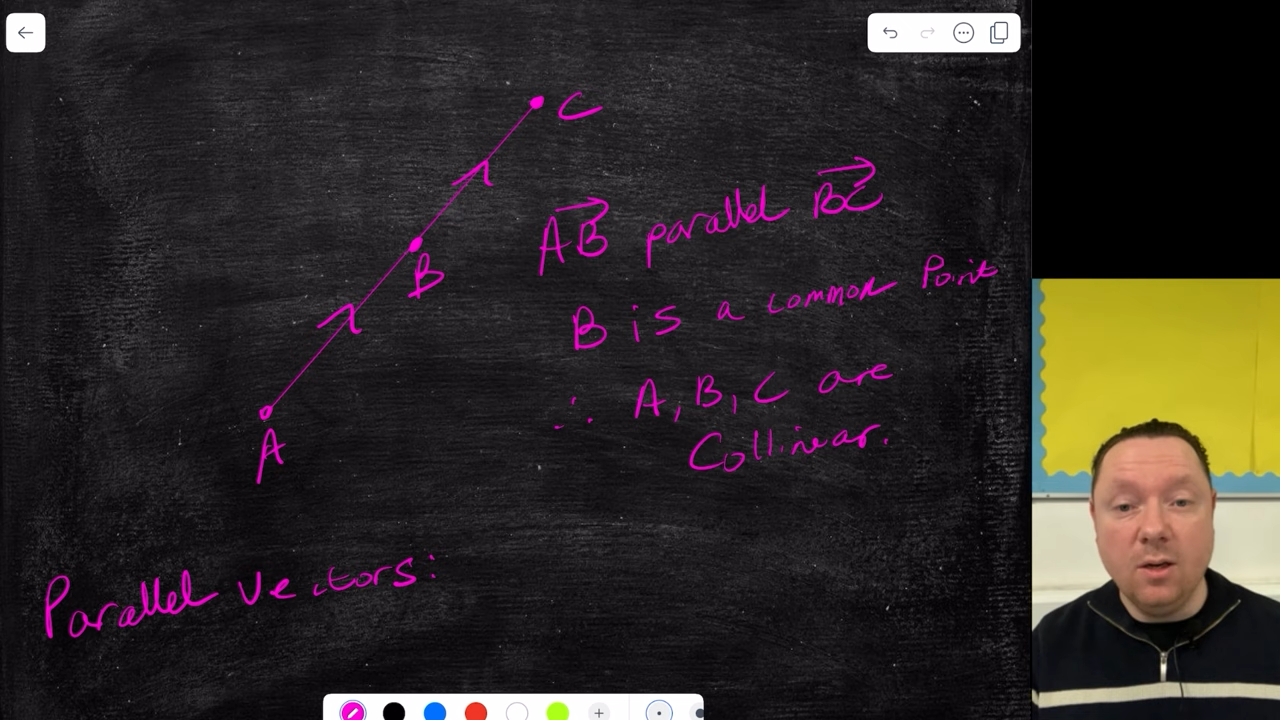 C
B
A
AB parallel BC
B is a common Point
∴ A, B, C are
Collinear.
Parallel vectors: